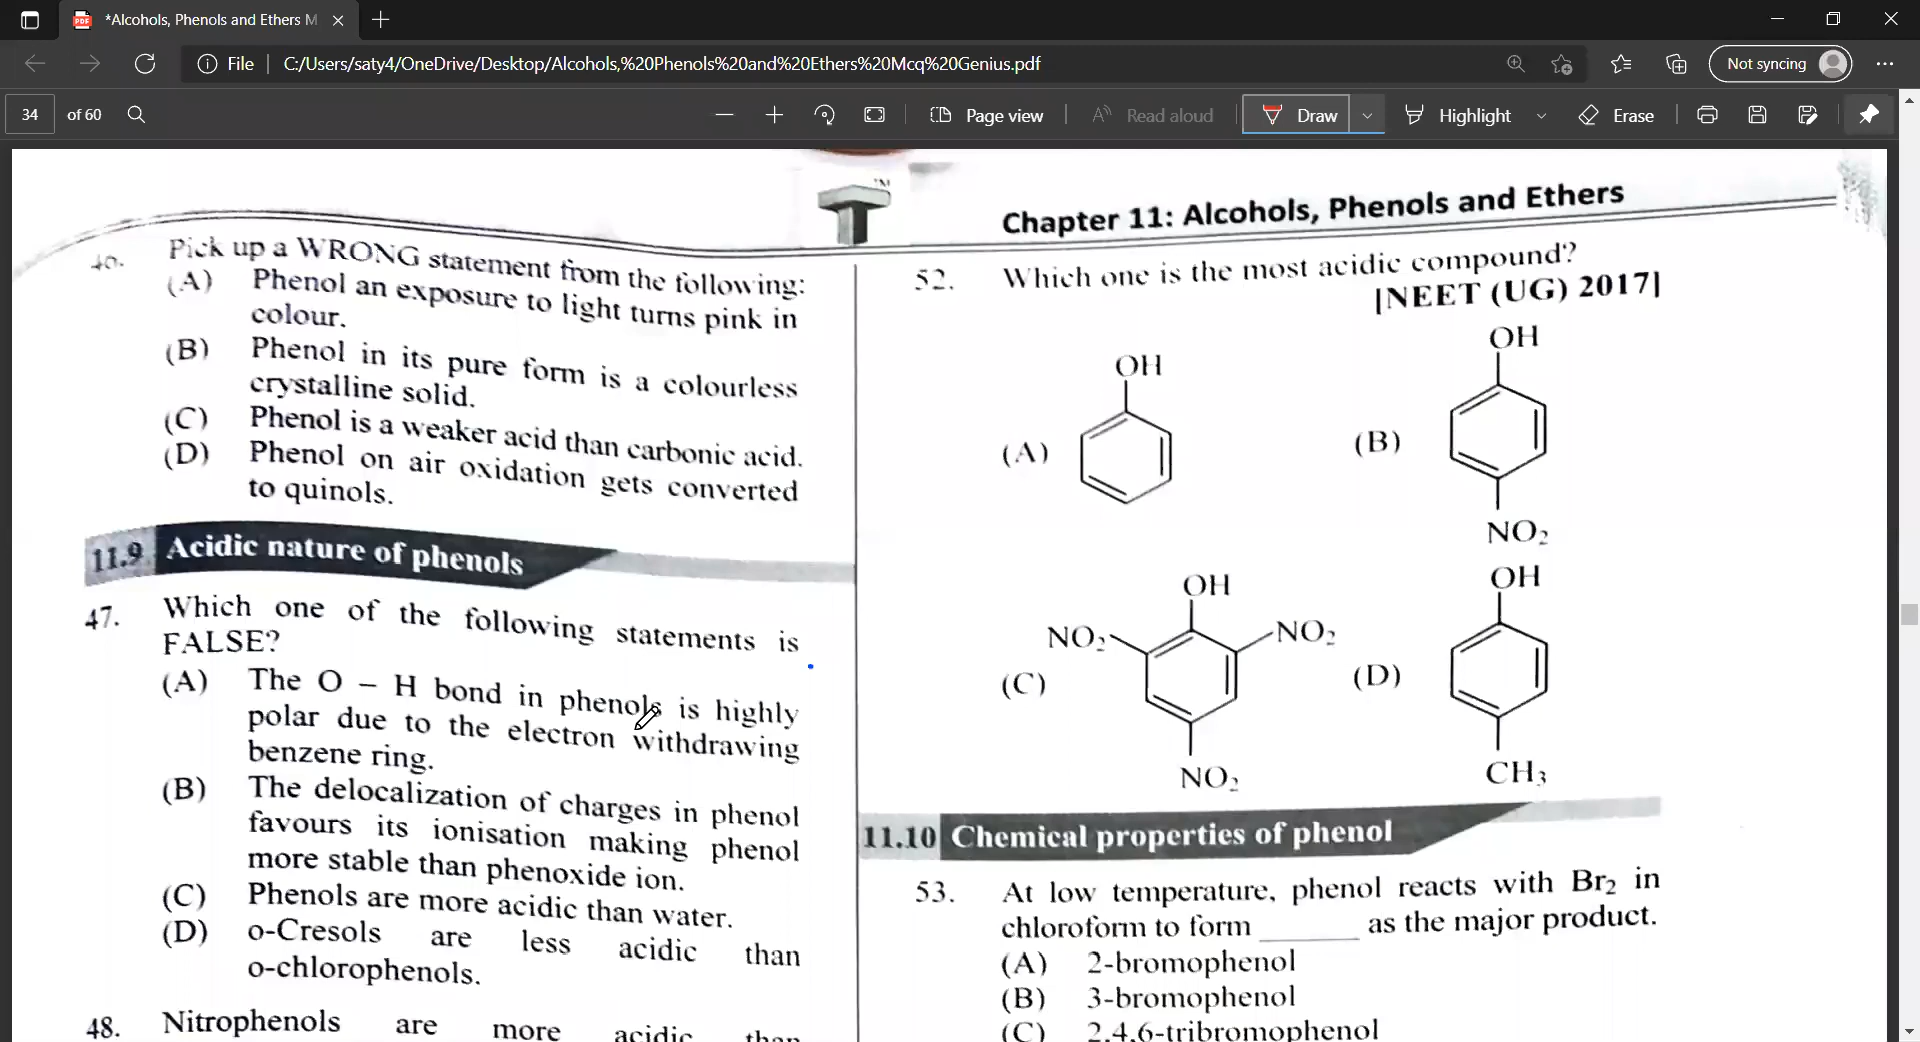 *Alcohols, Phenols and Ethers M
File
C:/Users/saty4/OneDrive/Desktop/Alcohols,%20Phenols%20and%20Ethers%20Mcq%20Genius.pdf
Not syncing
34 of 60
Page view
Read aloud
Draw
Highlight
Erase
TM
Chapter 11: Alcohols, Phenols and Ethers
Pick up a WRONG statement from the following:
(A) Phenol an exposure to light turns pink in
colour.
(B) Phenol in its pure form is a colourless
crystalline solid.
(C) Phenol is a weaker acid than carbonic acid.
(D) Phenol on air oxidation gets converted
to quinols.
11.9 Acidic nature of phenols
47. Which one of the following statements is
FALSE?
(A) The O – H bond in phenols is highly
polar due to the electron withdrawing
benzene ring.
(B) The delocalization of charges in phenol
favours its ionisation making phenol
more stable than phenoxide ion.
(C) Phenols are more acidic than water.
(D) o-Cresols are less acidic than
o-chlorophenols.
48. Nitrophenols are more acidic than
52. Which one is the most acidic compound?
[NEET (UG) 2017]
OH
OH
(A)
(B)
NO₂
OH
OH
NO₂
NO₂
(C)
(D)
NO₂
CH₃
11.10 Chemical properties of phenol
53. At low temperature, phenol reacts with Br₂ in
chloroform to form ______ as the major product.
(A) 2-bromophenol
(B) 3-bromophenol
(C) 2,4,6-tribromophenol